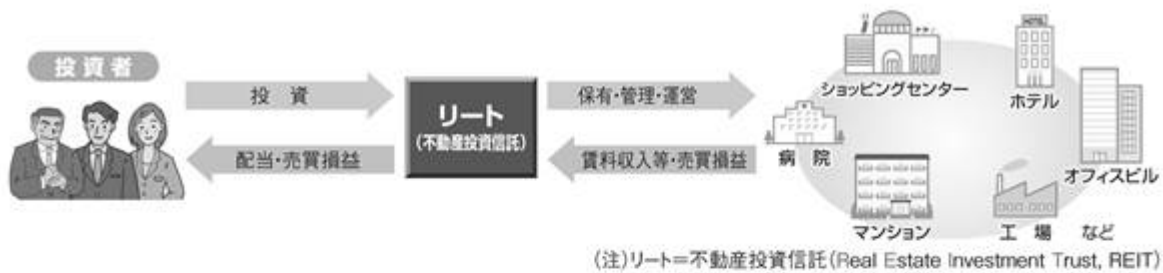 投資者
投資
配当・売買損益
リート
(不動産投資信託)
保有・管理・運営
賃料収入等・売買損益
ショッピングセンター
HOTEL
ホテル
病院
オフィスビル
マンション
工場 など
(注)リート=不動産投資信託(Real Estate Investment Trust, REIT)